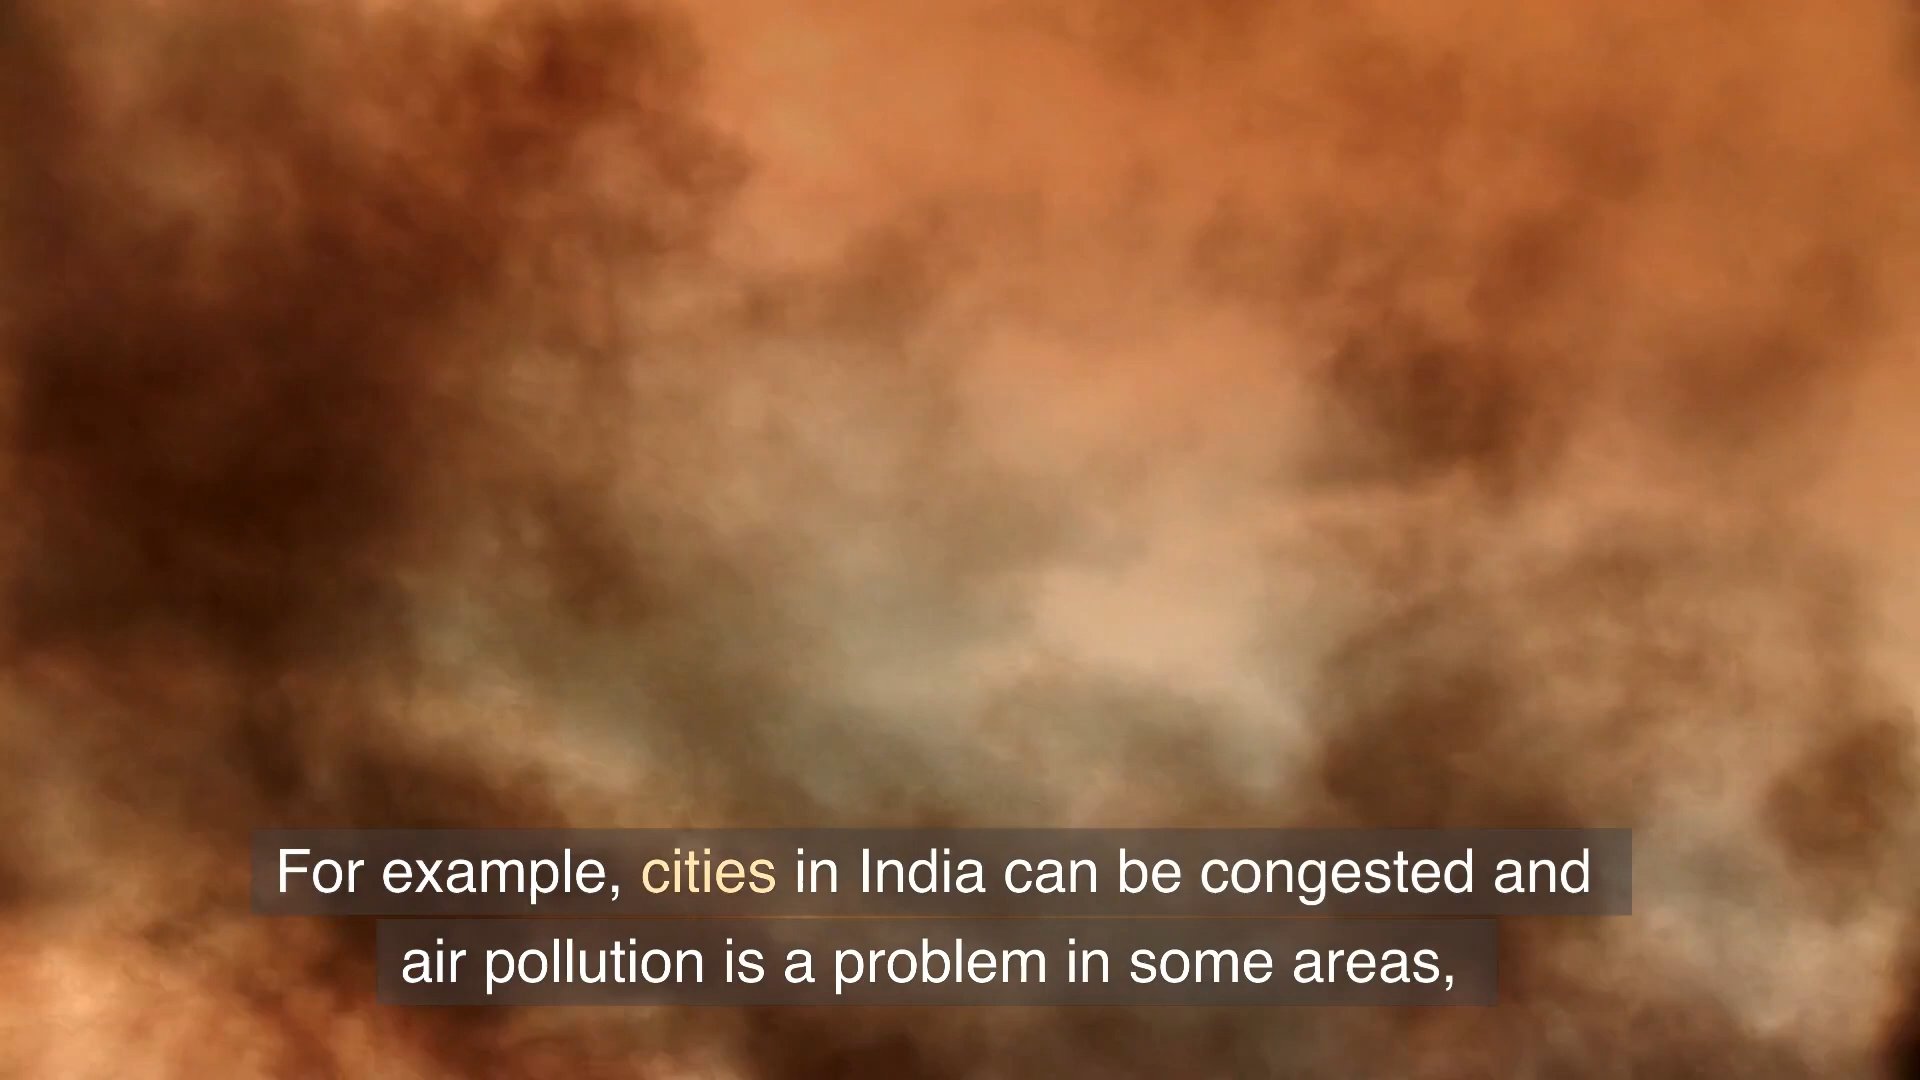 For example, cities in India can be congested and
air pollution is a problem in some areas,